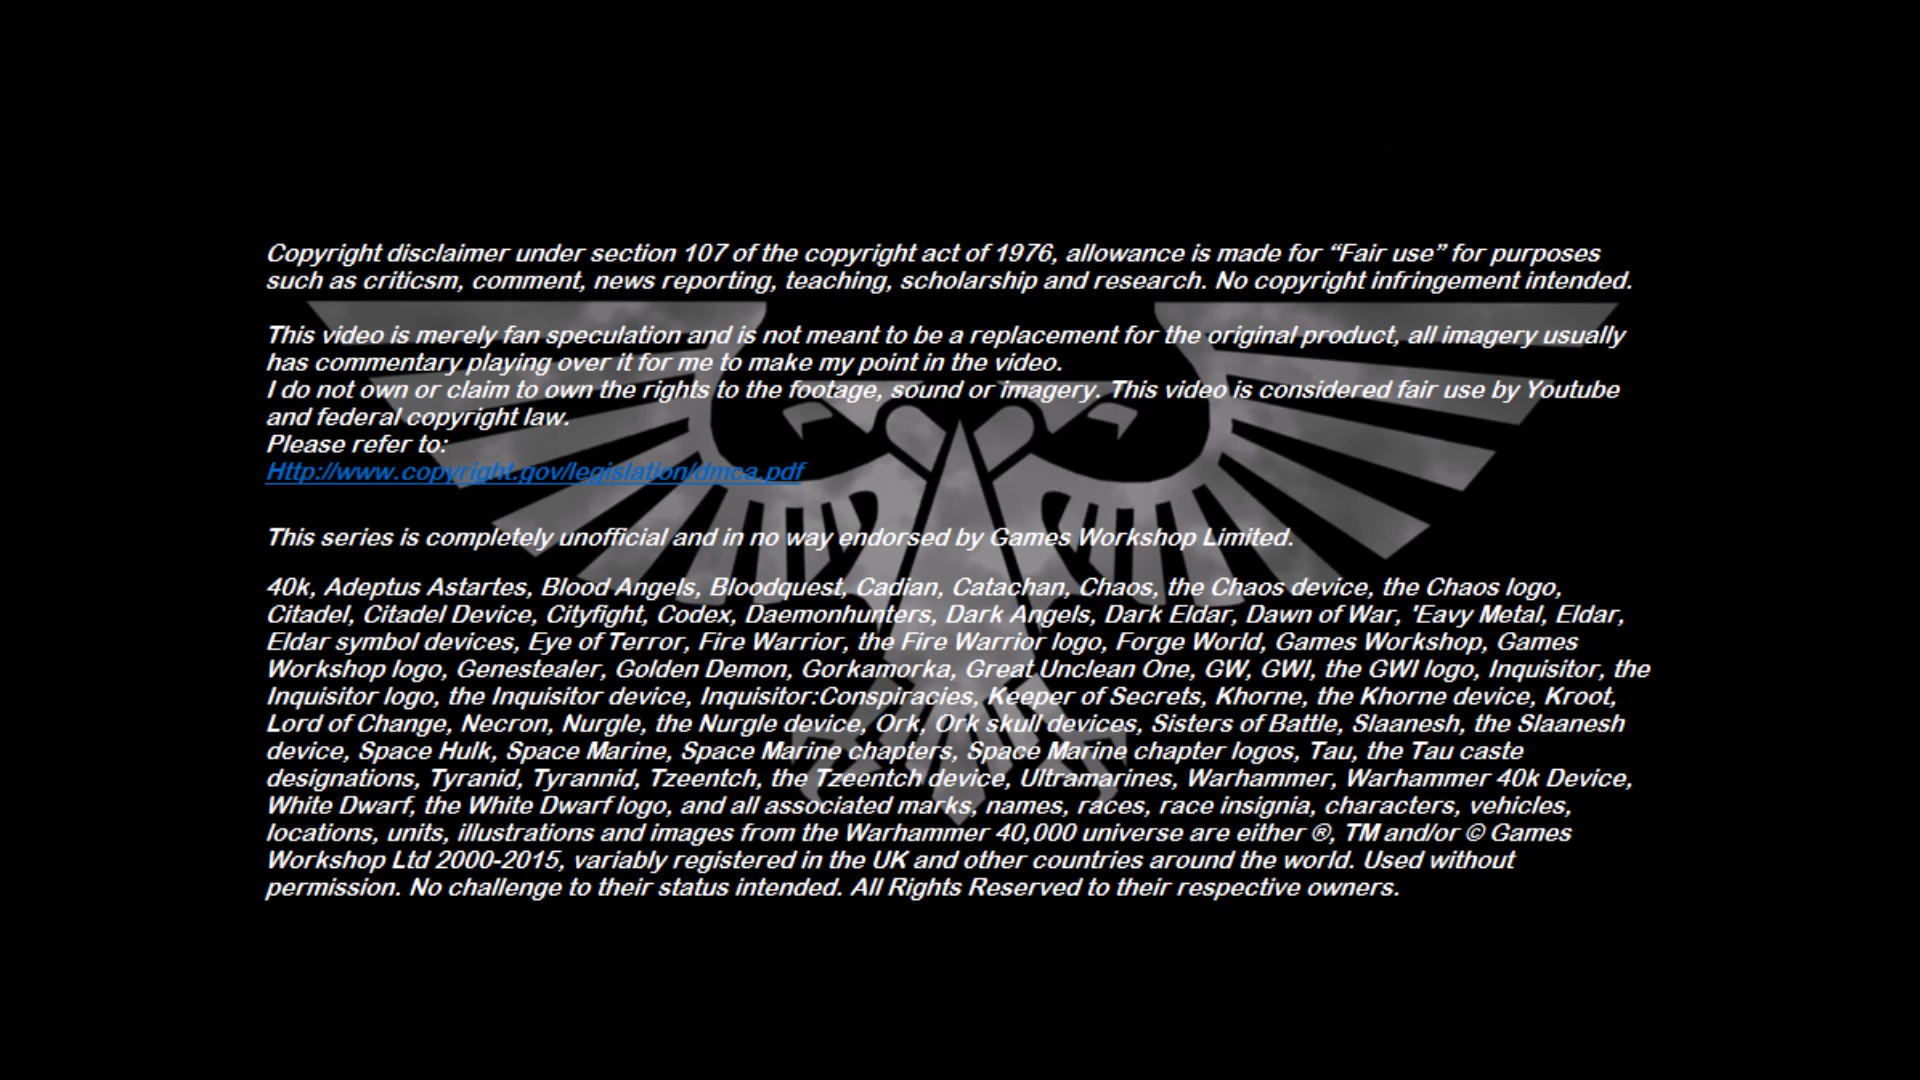 Copyright disclaimer under section 107 of the copyright act of 1976, allowance is made for “Fair use” for purposes
such as criticsm, comment, news reporting, teaching, scholarship and research. No copyright infringement intended.
This video is merely fan speculation and is not meant to be a replacement for the original product, all imagery usually
has commentary playing over it for me to make my point in the video.
I do not own or claim to own the rights to the footage, sound or imagery. This video is considered fair use by Youtube
and federal copyright law.
Please refer to:
Http://www.copyright.gov/legislation/dmca.pdf
This series is completely unofficial and in no way endorsed by Games Workshop Limited.
40k, Adeptus Astartes, Blood Angels, Bloodquest, Cadian, Catachan, Chaos, the Chaos device, the Chaos logo,
Citadel, Citadel Device, Cityfight, Codex, Daemonhunters, Dark Angels, Dark Eldar, Dawn of War, 'Eavy Metal, Eldar,
Eldar symbol devices, Eye of Terror, Fire Warrior, the Fire Warrior logo, Forge World, Games Workshop, Games
Workshop logo, Genestealer, Golden Demon, Gorkamorka, Great Unclean One, GW, GWI, the GWI logo, Inquisitor, the
Inquisitor logo, the Inquisitor device, Inquisitor:Conspiracies, Keeper of Secrets, Khorne, the Khorne device, Kroot,
Lord of Change, Necron, Nurgle, the Nurgle device, Ork, Ork skull devices, Sisters of Battle, Slaanesh, the Slaanesh
device, Space Hulk, Space Marine, Space Marine chapters, Space Marine chapter logos, Tau, the Tau caste
designations, Tyranid, Tyrannid, Tzeentch, the Tzeentch device, Ultramarines, Warhammer, Warhammer 40k Device,
White Dwarf, the White Dwarf logo, and all associated marks, names, races, race insignia, characters, vehicles,
locations, units, illustrations and images from the Warhammer 40,000 universe are either ®, TM and/or © Games
Workshop Ltd 2000-2015, variably registered in the UK and other countries around the world. Used without
permission. No challenge to their status intended. All Rights Reserved to their respective owners.